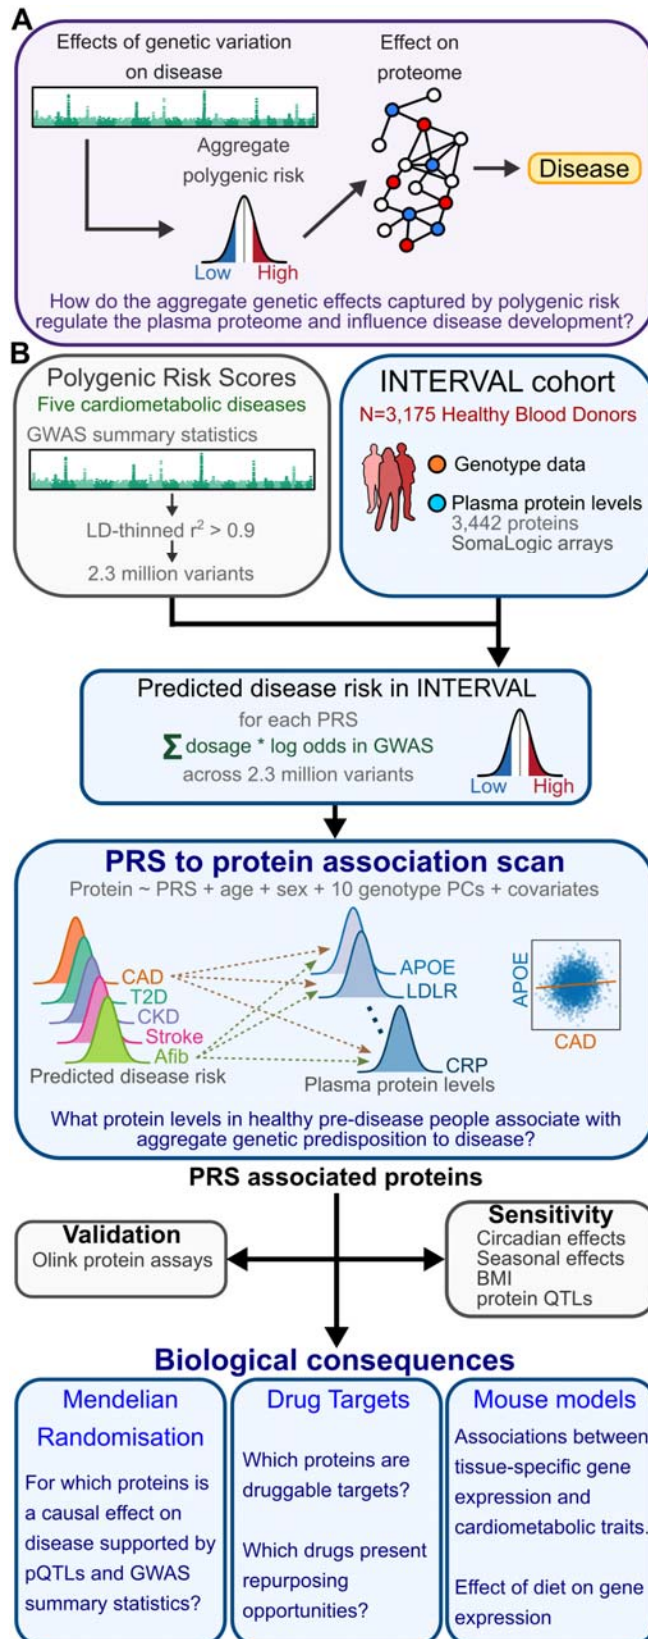 A
Effects of genetic variation
on disease
Effect on
proteome
Aggregate
polygenic risk
Low
High
Disease
How do the aggregate genetic effects captured by polygenic risk
regulate the plasma proteome and influence disease development?
B
Polygenic Risk Scores
Five cardiometabolic diseases
GWAS summary statistics
LD-thinned r² > 0.9
2.3 million variants
INTERVAL cohort
N=3,175 Healthy Blood Donors
Genotype data
Plasma protein levels
3,442 proteins
SomaLogic arrays
Predicted disease risk in INTERVAL
for each PRS
Σ dosage * log odds in GWAS
across 2.3 million variants
Low
High
PRS to protein association scan
Protein ~ PRS + age + sex + 10 genotype PCs + covariates
CAD
T2D
CKD
Stroke
Afib
Predicted disease risk
APOE
LDLR
CRP
Plasma protein levels
APOE
CAD
What protein levels in healthy pre-disease people associate with
aggregate genetic predisposition to disease?
PRS associated proteins
Validation
Olink protein assays
Sensitivity
Circadian effects
Seasonal effects
BMI
protein QTLs
Biological consequences
Mendelian
Randomisation
For which proteins is
a causal effect on
disease supported by
pQTLs and GWAS
summary statistics?
Drug Targets
Which proteins are
druggable targets?
Which drugs present
repurposing
opportunities?
Mouse models
Associations between
tissue-specific gene
expression and
cardiometabolic traits.
Effect of diet on gene
expression